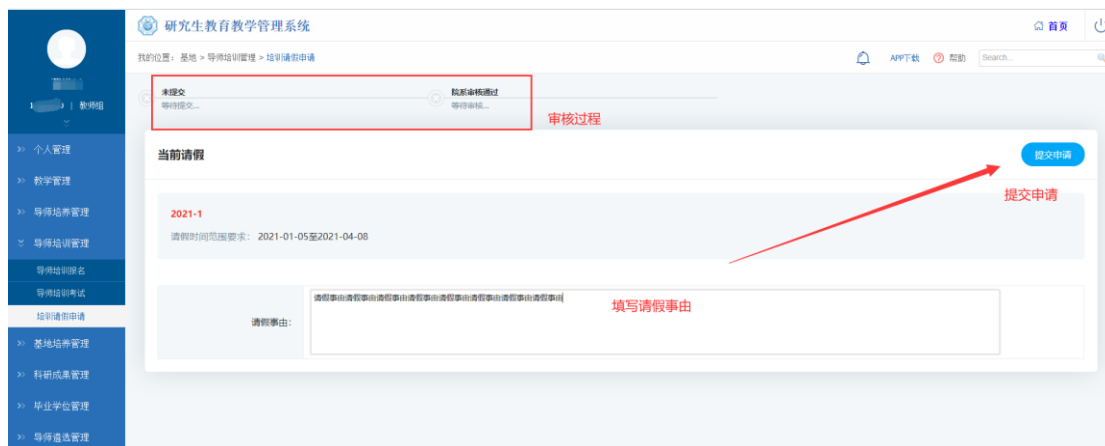 研究生教育教学管理系统
首页
我的位置：基地 > 导师培训管理 > 培训请假申请
APP下载
帮助
Search...
未提交
等待提交...
院系审核通过
等待审核...
审核过程
| 教师组
个人管理
教学管理
导师培养管理
导师培训管理
导师培训报名
导师培训考试
培训请假申请
基地培养管理
科研成果管理
毕业学位管理
导师遴选管理
当前请假
提交申请
提交申请
2021-1
请假时间范围要求： 2021-01-05至2021-04-08
请假事由：
请假事由请假事由请假事由请假事由请假事由请假事由请假事由请假事由
填写请假事由